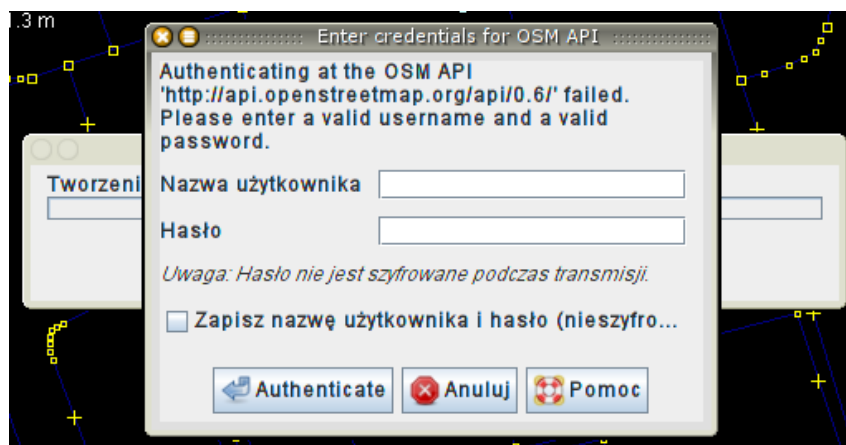 .3 m
Enter credentials for OSM API
Authenticating at the OSM API
'http://api.openstreetmap.org/api/0.6/' failed.
Please enter a valid username and a valid
password.
Tworzeni
Nazwa użytkownika
Hasło
Uwaga: Hasło nie jest szyfrowane podczas transmisji.
Zapisz nazwę użytkownika i hasło (nieszyfro...
Authenticate Anuluj Pomoc